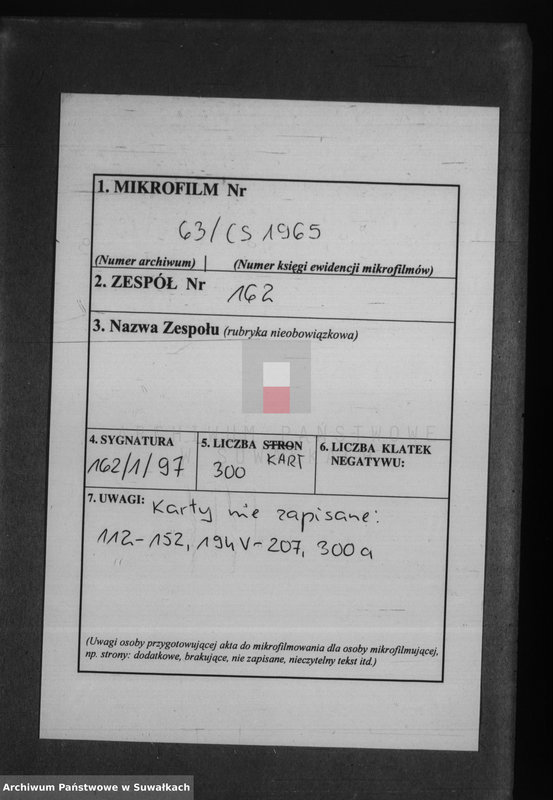 1. MIKROFILM Nr
63/CS 1965
(Numer archiwum) (Numer księgi ewidencji mikrofilmów)
2. ZESPÓŁ Nr 162
3. Nazwa Zespołu (rubryka nieobowiązkowa)
ARCHIWUM PAŃSTWOWE
W SUWAŁKACH
4. SYGNATURA
162/1/97
5. LICZBA STRON
KART
300
6. LICZBA KLATEK
NEGATYWU:
7. UWAGI: Karty nie zapisane:
112-152, 194v-207, 300a
(Uwagi osoby przygotowującej akta do mikrofilmowania dla osoby mikrofilmującej,
np. strony: dodatkowe, brakujące, nie zapisane, nieczytelny tekst itd.)
Archiwum Państwowe w Suwałkach